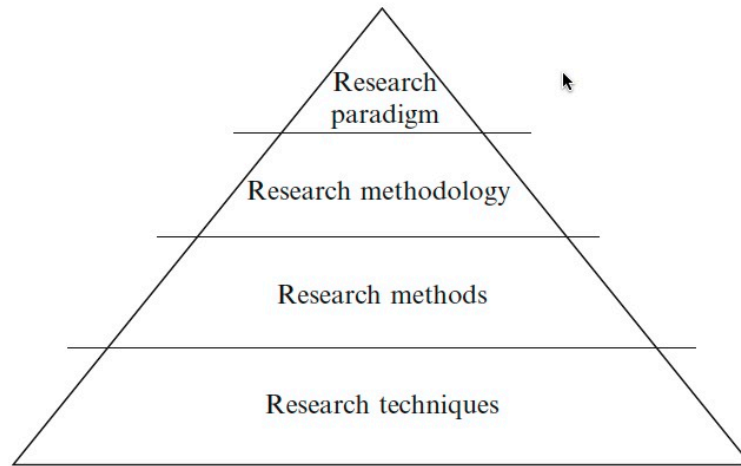 Research
paradigm
Research methodology
Research methods
Research techniques